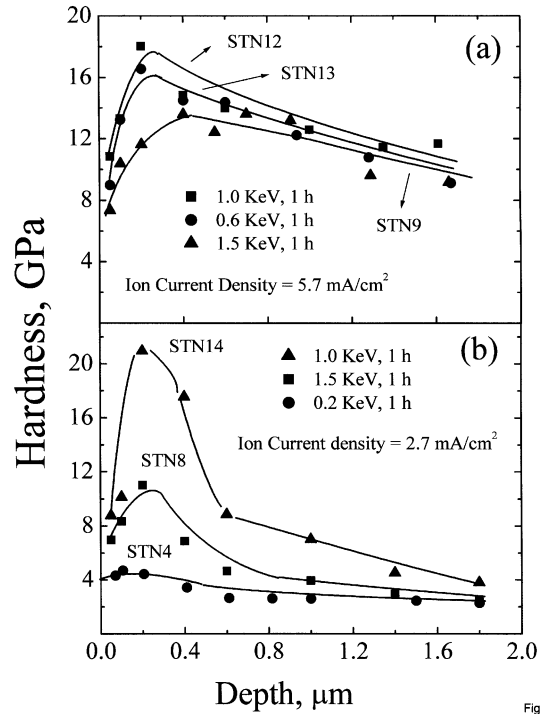 20
16
12
8
4
(a)
STN12
STN13
STN9
1.0 KeV, 1 h
0.6 KeV, 1 h
1.5 KeV, 1 h
Ion Current Density = 5.7 mA/cm²
Hardness, GPa
20
16
12
8
4
(b)
STN14
STN8
STN4
1.0 KeV, 1 h
1.5 KeV, 1 h
0.2 KeV, 1 h
Ion Current density = 2.7 mA/cm²
0.0 0.4 0.8 1.2 1.6 2.0
Depth, μm
Fig